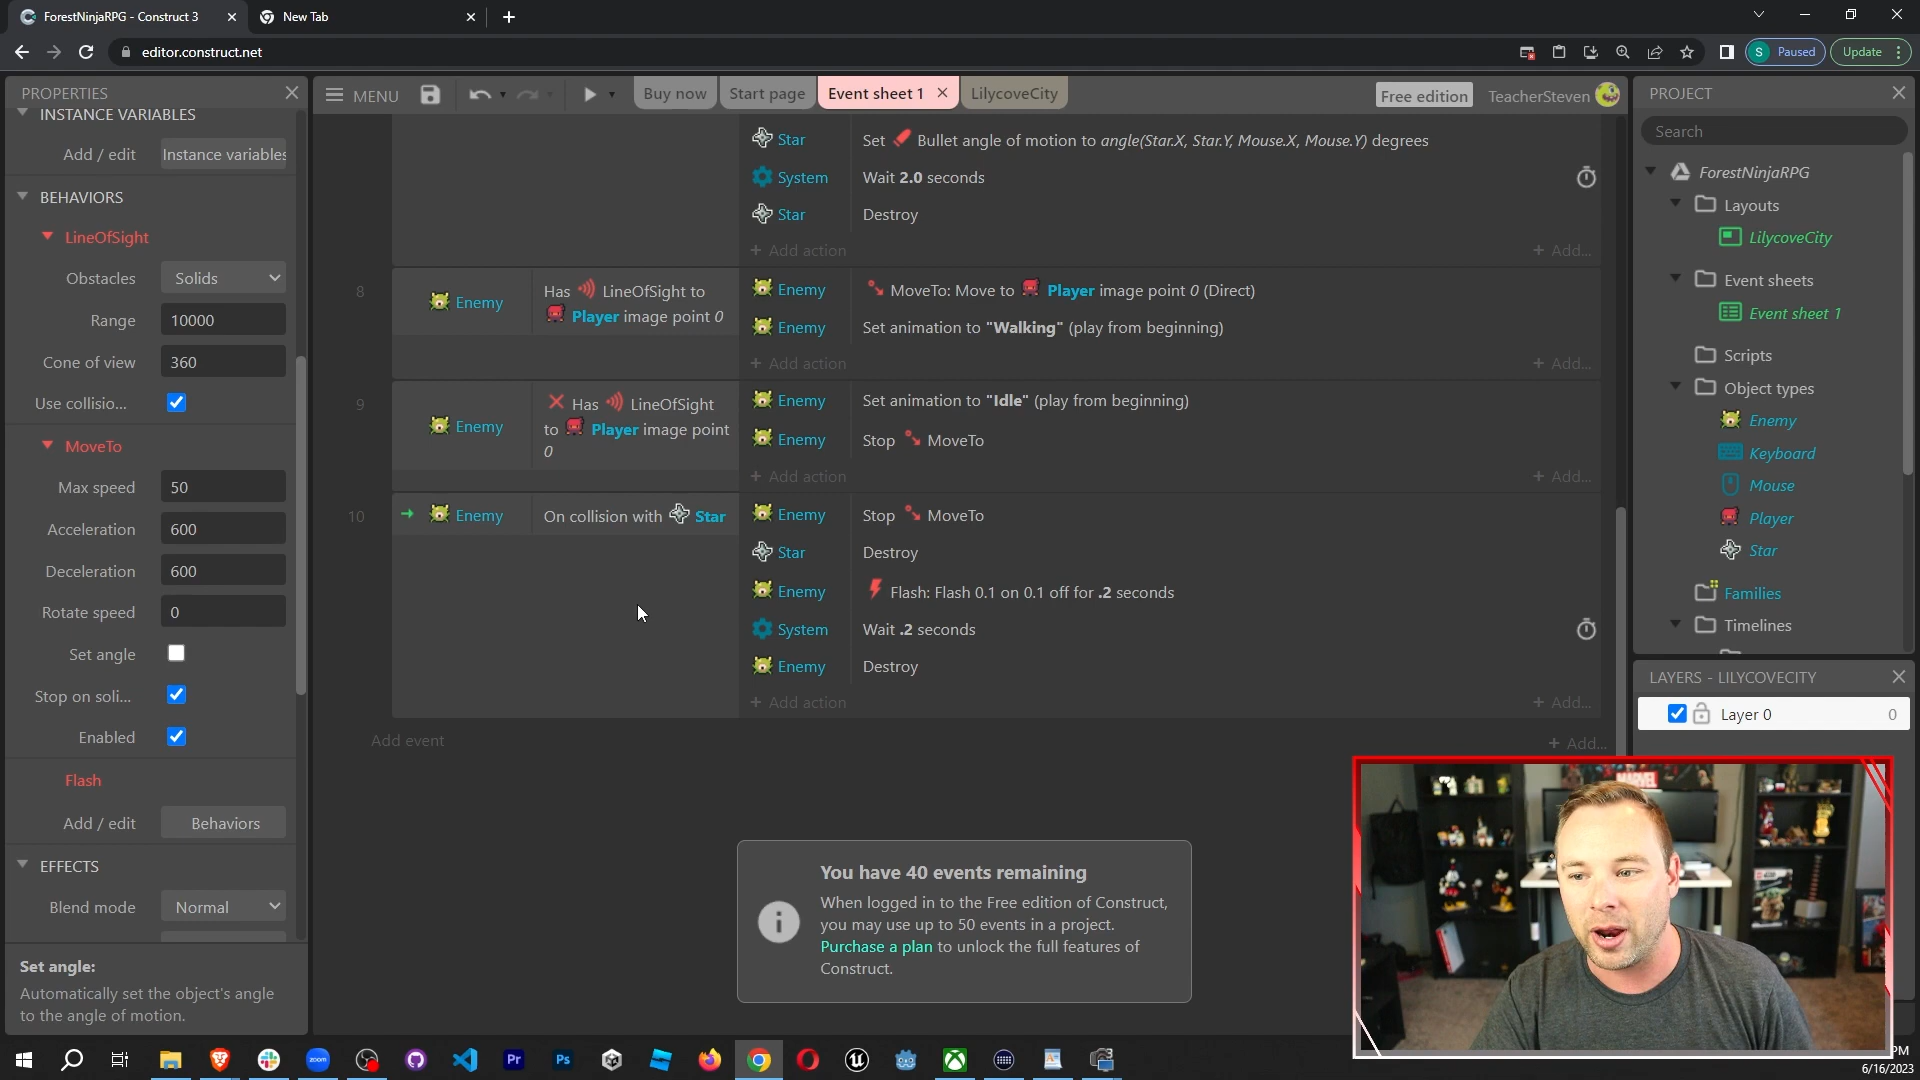 ForestNinjaRPG - Construct 3
New Tab
editor.construct.net
S Paused
Update
PROPERTIES
INSTANCE VARIABLES
Add / edit Instance variables
BEHAVIORS
LineOfSight
Obstacles Solids
Range 10000
Cone of view 360
Use collisio...
MoveTo
Max speed 50
Acceleration 600
Deceleration 600
Rotate speed 0
Set angle
Stop on soli...
Enabled
Flash
Add / edit Behaviors
EFFECTS
Blend mode Normal
Set angle:
Automatically set the object's angle
to the angle of motion.
MENU
Buy now
Start page
Event sheet 1
LilycoveCity
Free edition
TeacherSteven
Star Set Bullet angle of motion to angle(Star.X, Star.Y, Mouse.X, Mouse.Y) degrees
System Wait 2.0 seconds
Star Destroy
+ Add action + Add...
8 Enemy Has LineOfSight to
Player image point 0
Enemy MoveTo: Move to Player image point 0 (Direct)
Enemy Set animation to "Walking" (play from beginning)
+ Add action + Add...
9 Enemy Has LineOfSight
to Player image point
0
Enemy Set animation to "Idle" (play from beginning)
Enemy Stop MoveTo
+ Add action + Add...
10 Enemy On collision with Star
Enemy Stop MoveTo
Star Destroy
Enemy Flash: Flash 0.1 on 0.1 off for .2 seconds
System Wait .2 seconds
Enemy Destroy
+ Add action + Add...
Add event + Add...
You have 40 events remaining
When logged in to the Free edition of Construct,
you may use up to 50 events in a project.
Purchase a plan to unlock the full features of
Construct.
PROJECT
Search
ForestNinjaRPG
Layouts
LilycoveCity
Event sheets
Event sheet 1
Scripts
Object types
Enemy
Keyboard
Mouse
Player
Star
Families
Timelines
LAYERS - LILYCOVECITY
Layer 0 0
MARVEL
zoom
Pr
Ps
PM
6/16/2023